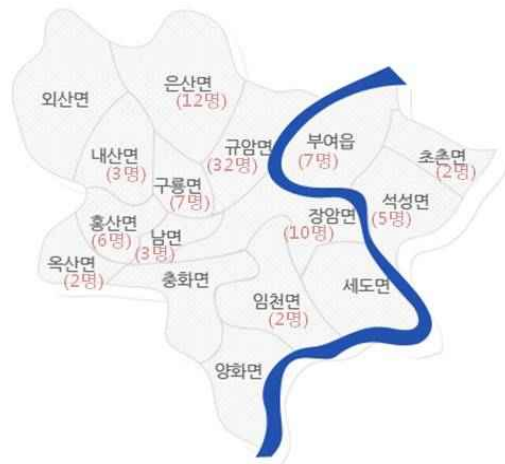 은산면
(12명)
외산면
규암면
(32명)
부여읍
(7명)
초촌면
(2명)
내산면
(3명)
구룡면
(7명)
석성면
(5명)
홍산면
(6명)
남면
(3명)
장암면
(10명)
옥산면
(2명)
충화면
임천면
(2명)
세도면
양화면